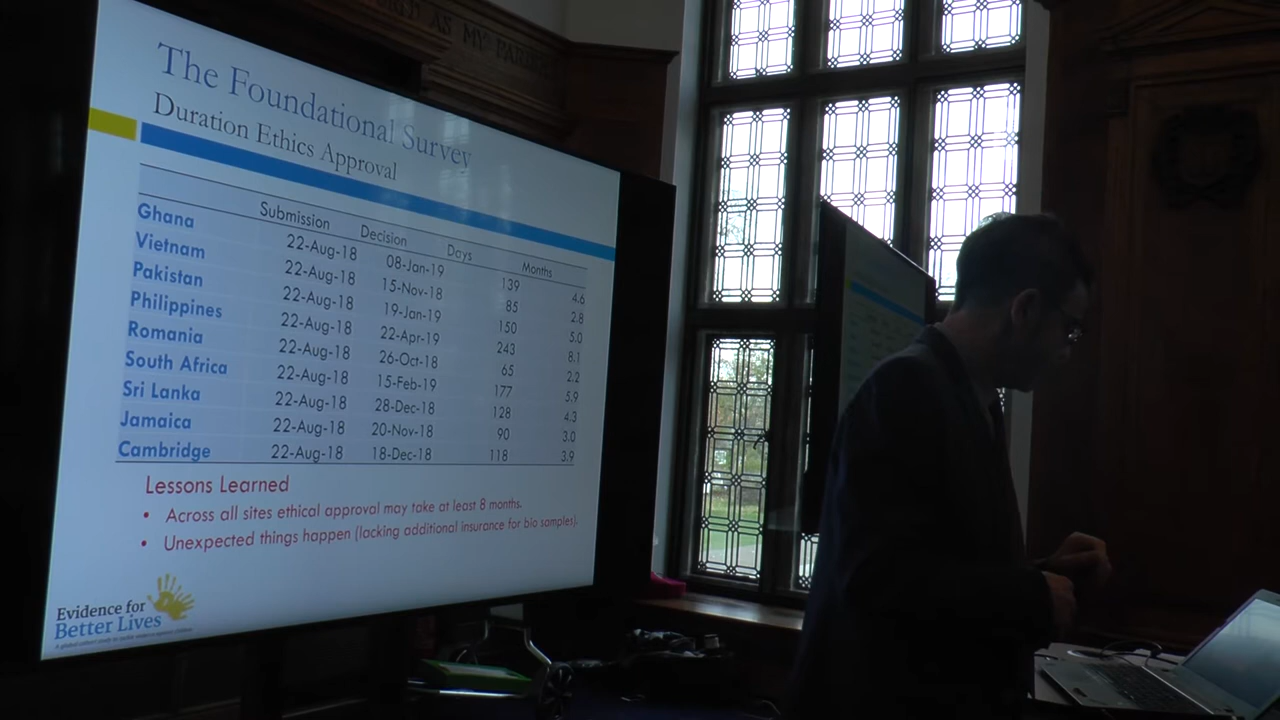 AS MY
The Foundational Survey
Duration Ethics Approval
Submission Decision Days Months
Ghana 22-Aug-18 08-Jan-19 139 4.6
Vietnam 22-Aug-18 15-Nov-18 85 2.8
Pakistan 22-Aug-18 19-Jan-19 150 5.0
Philippines 22-Aug-18 22-Apr-19 243 8.1
Romania 22-Aug-18 26-Oct-18 65 2.2
South Africa 22-Aug-18 15-Feb-19 177 5.9
Sri Lanka 22-Aug-18 28-Dec-18 128 4.3
Jamaica 22-Aug-18 20-Nov-18 90 3.0
Cambridge 22-Aug-18 18-Dec-18 118 3.9
Lessons Learned
• Across all sites ethical approval may take at least 8 months.
• Unexpected things happen (lacking additional insurance for bio samples).
Evidence for
Better Lives